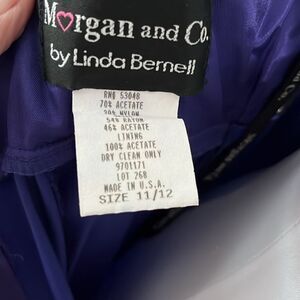 Morgan and Co.
by Linda Bernell
RN# 53048
70% ACETATE
30% NYLON
54% RAYON
46% ACETATE
LINING
100% ACETATE
DRY CLEAN ONLY
9701171
LOT 268
MADE IN U.S.A.
SIZE 11/12